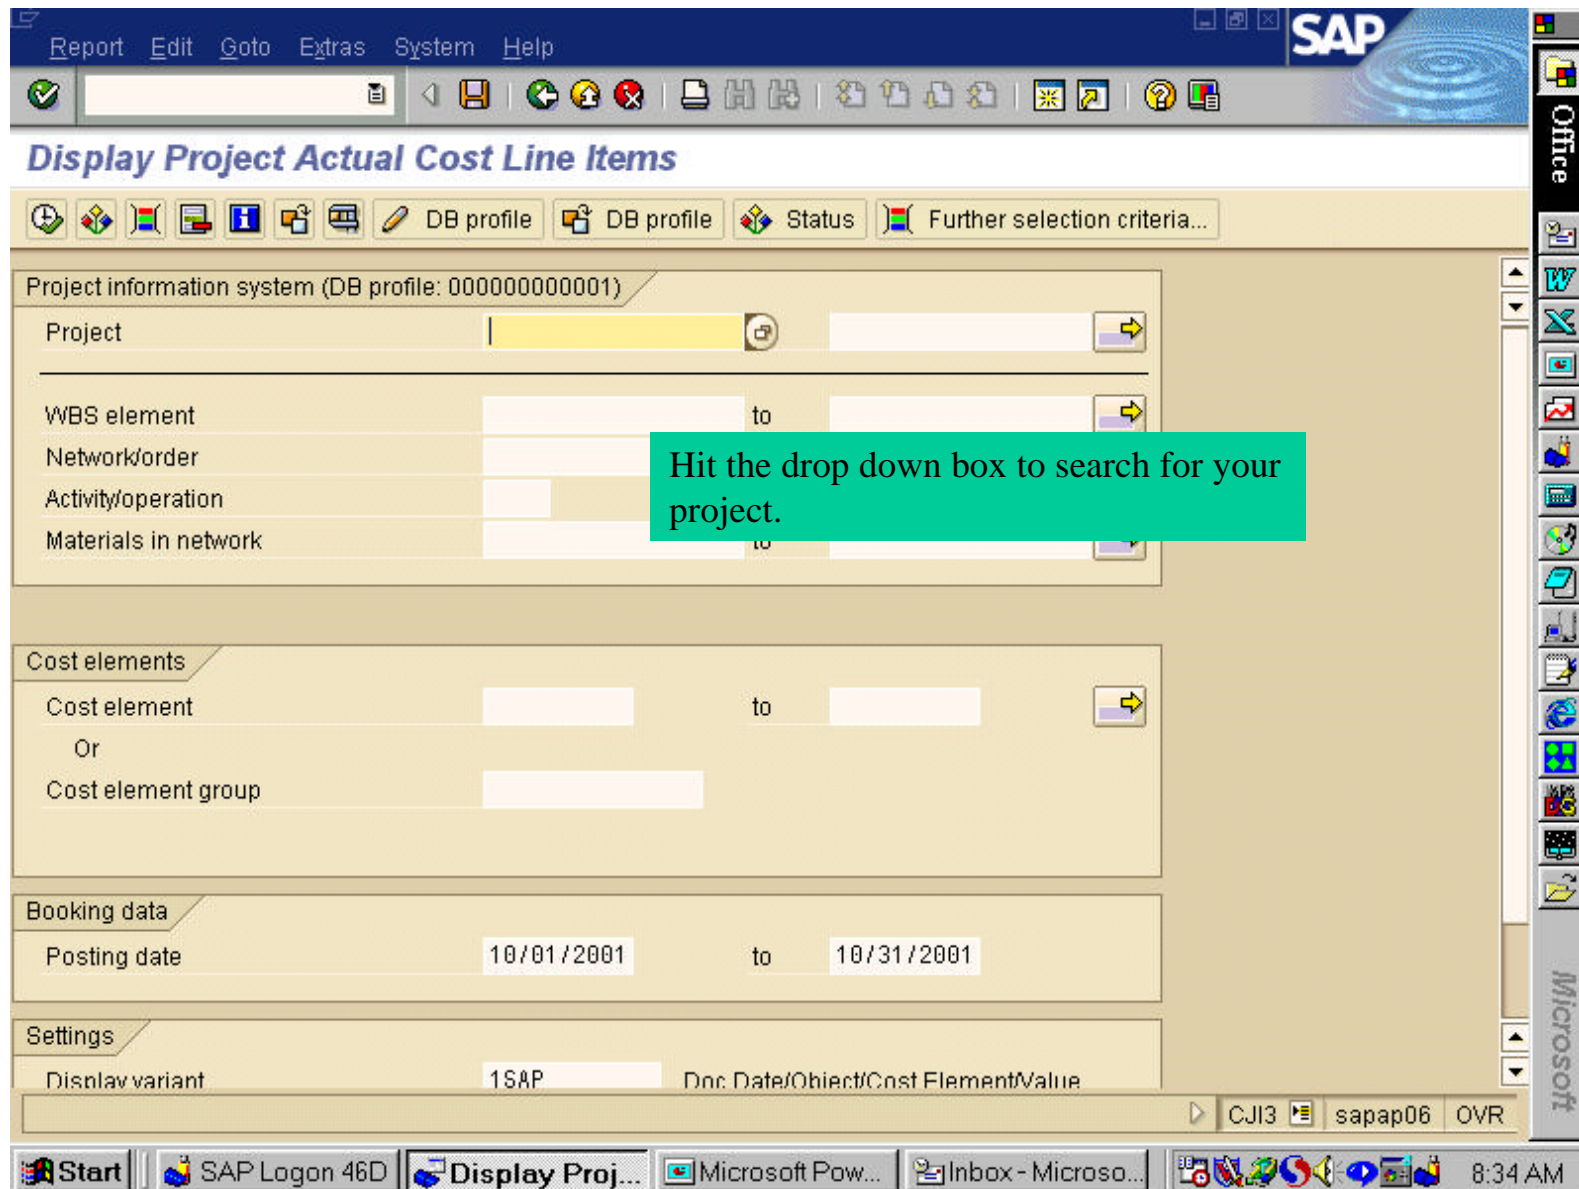 Report Edit Goto Extras System Help
SAP
Display Project Actual Cost Line Items
DB profile DB profile Status Further selection criteria...
Project information system (DB profile: 000000000001)
Project
WBS element to
Network/order
Activity/operation
Materials in network to
Hit the drop down box to search for your
project.
Cost elements
Cost element to
Or
Cost element group
Booking data
Posting date 10/01/2001 to 10/31/2001
Settings
Display variant 1SAP Doc Date/Object/Cost Element/Value
CJI3 sapap06 OVR
Start SAP Logon 46D Display Proj... Microsoft Pow... Inbox - Microso... 8:34 AM
Office
Microsoft